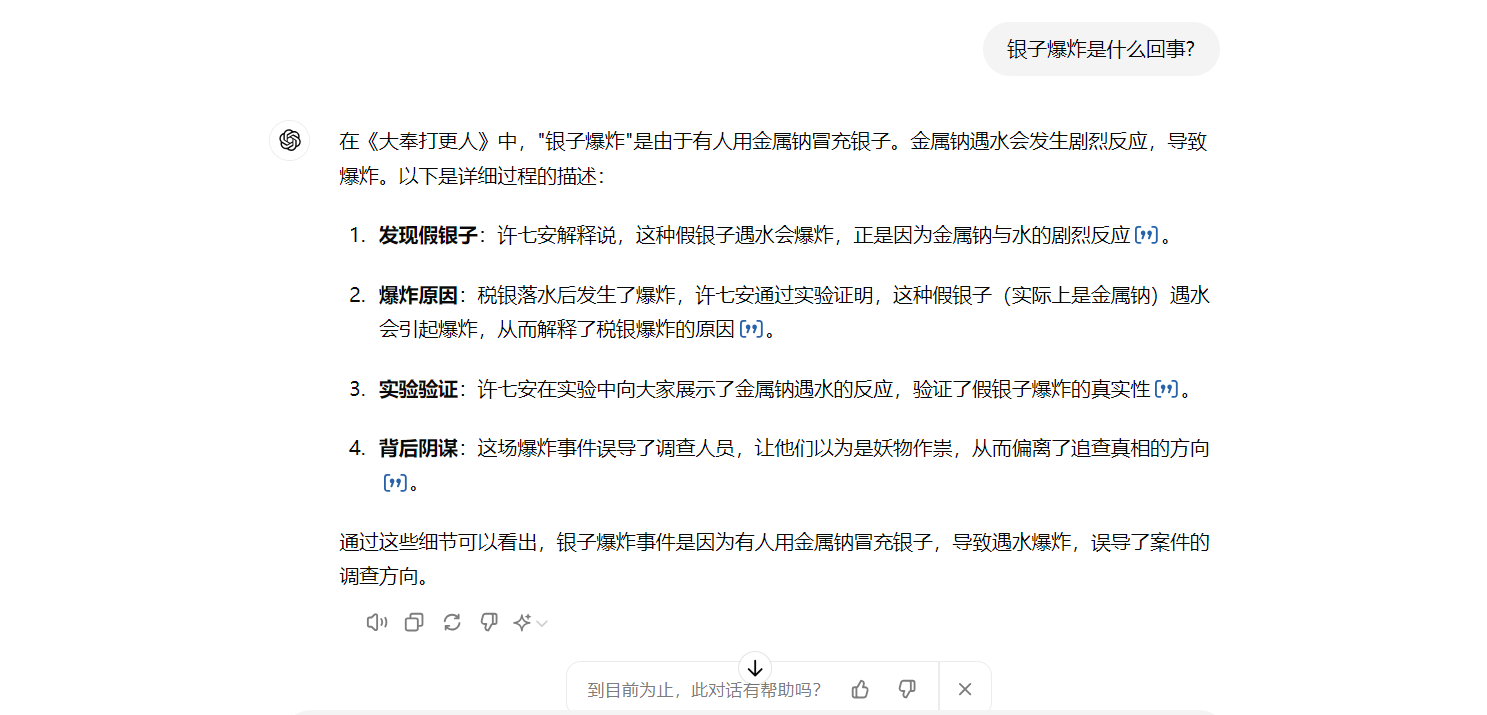 银子爆炸是什么回事?
在《大奉打更人》中，"银子爆炸"是由于有人用金属钠冒充银子。金属钠遇水会发生剧烈反应，导致
爆炸。以下是详细过程的描述：
1. 发现假银子：许七安解释说，这种假银子遇水会爆炸，正是因为金属钠与水的剧烈反应。
2. 爆炸原因：税银落水后发生了爆炸，许七安通过实验证明，这种假银子（实际上是金属钠）遇水
会引起爆炸，从而解释了税银爆炸的原因。
3. 实验验证：许七安在实验中向大家展示了金属钠遇水的反应，验证了假银子爆炸的真实性。
4. 背后阴谋：这场爆炸事件误导了调查人员，让他们以为是妖物作祟，从而偏离了追查真相的方向
。
通过这些细节可以看出，银子爆炸事件是因为有人用金属钠冒充银子，导致遇水爆炸，误导了案件的
调查方向。
到目前为止，此对话有帮助吗?